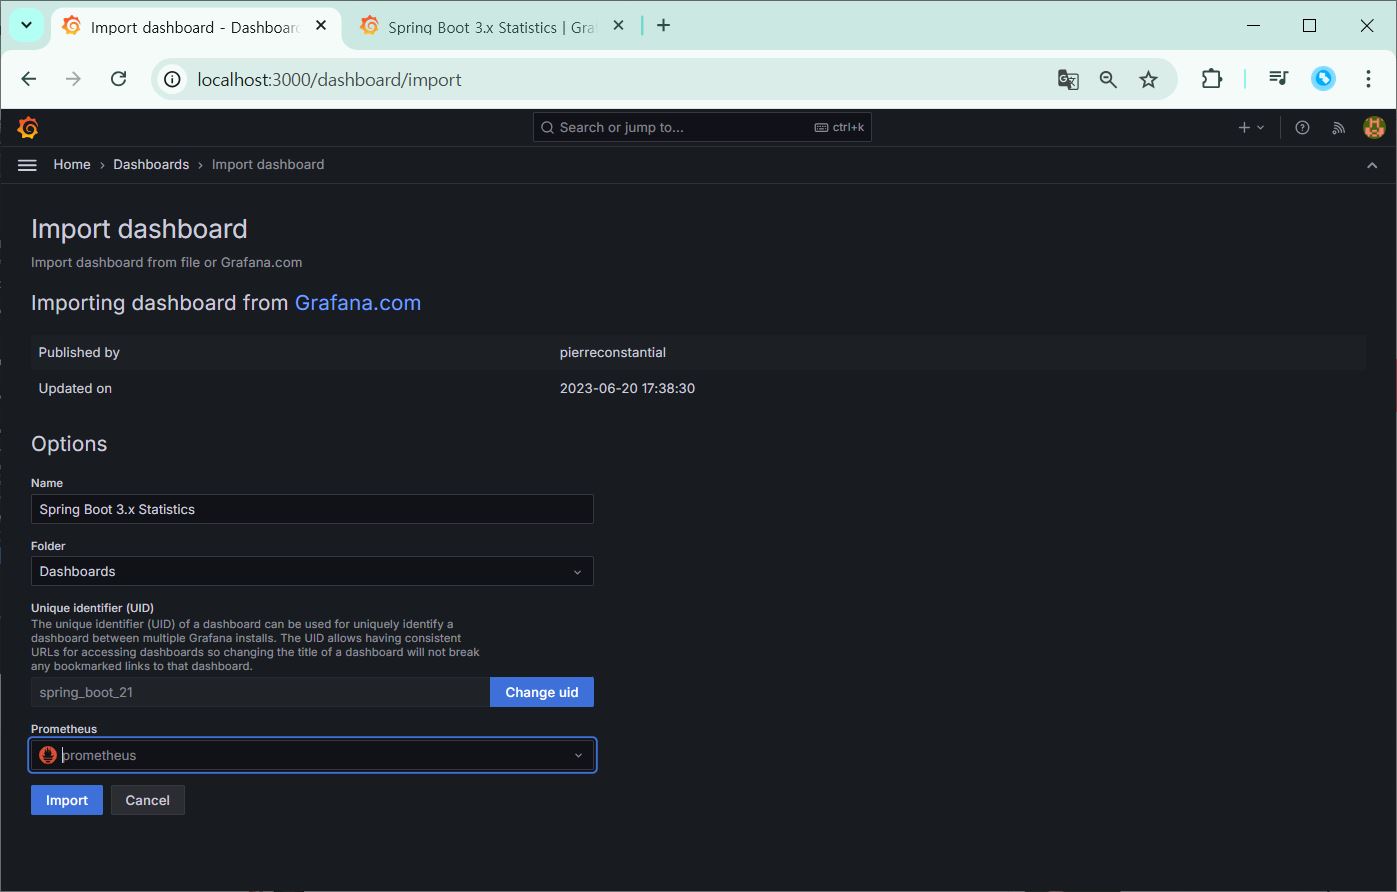 Import dashboard - Dashboar
Spring Boot 3.x Statistics | Gra
localhost:3000/dashboard/import
Search or jump to...
ctrl+k
Home › Dashboards › Import dashboard
Import dashboard
Import dashboard from file or Grafana.com
Importing dashboard from Grafana.com
Published by pierreconstantial
Updated on 2023-06-20 17:38:30
Options
Name
Spring Boot 3.x Statistics
Folder
Dashboards
Unique identifier (UID)
The unique identifier (UID) of a dashboard can be used for uniquely identify a
dashboard between multiple Grafana installs. The UID allows having consistent
URLs for accessing dashboards so changing the title of a dashboard will not break
any bookmarked links to that dashboard.
spring_boot_21
Change uid
Prometheus
prometheus
Import
Cancel